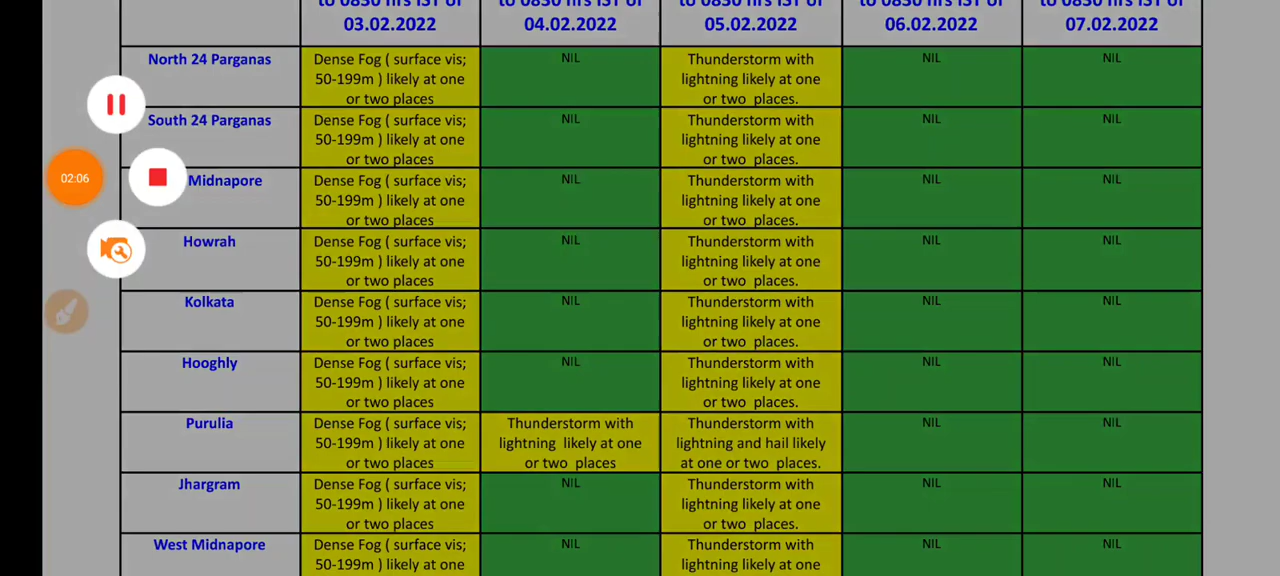 to 0830 hrs IST of
03.02.2022
to 0830 hrs IST of
04.02.2022
to 0830 hrs IST of
05.02.2022
to 0830 hrs IST of
06.02.2022
to 0830 hrs IST of
07.02.2022
North 24 Parganas
Dense Fog ( surface vis;
50-199m ) likely at one
or two places
NIL
Thunderstorm with
lightning likely at one
or two places.
NIL
NIL
South 24 Parganas
Dense Fog ( surface vis;
50-199m ) likely at one
or two places
NIL
Thunderstorm with
lightning likely at one
or two places.
NIL
NIL
02:06
Midnapore
Dense Fog ( surface vis;
50-199m ) likely at one
or two places
NIL
Thunderstorm with
lightning likely at one
or two places.
NIL
NIL
Howrah
Dense Fog ( surface vis;
50-199m ) likely at one
or two places
NIL
Thunderstorm with
lightning likely at one
or two places.
NIL
NIL
Kolkata
Dense Fog ( surface vis;
50-199m ) likely at one
or two places
NIL
Thunderstorm with
lightning likely at one
or two places.
NIL
NIL
Hooghly
Dense Fog ( surface vis;
50-199m ) likely at one
or two places
NIL
Thunderstorm with
lightning likely at one
or two places.
NIL
NIL
Purulia
Dense Fog ( surface vis;
50-199m ) likely at one
or two places
Thunderstorm with
lightning likely at one
or two places
Thunderstorm with
lightning and hail likely
at one or two places.
NIL
NIL
Jhargram
Dense Fog ( surface vis;
50-199m ) likely at one
or two places
NIL
Thunderstorm with
lightning likely at one
or two places.
NIL
NIL
West Midnapore
Dense Fog ( surface vis;
50-199m ) likely at one
NIL
Thunderstorm with
lightning likely at one
NIL
NIL